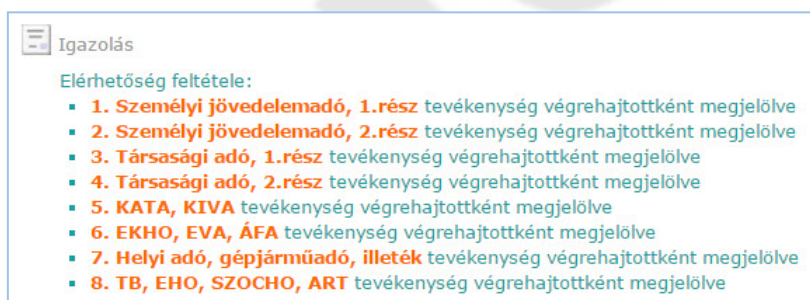 Igazolás
Elérhetőség feltétele:
▪ 1. Személyi jövedelemadó, 1.rész tevékenység végrehajtottként megjelölve
▪ 2. Személyi jövedelemadó, 2.rész tevékenység végrehajtottként megjelölve
▪ 3. Társasági adó, 1.rész tevékenység végrehajtottként megjelölve
▪ 4. Társasági adó, 2.rész tevékenység végrehajtottként megjelölve
▪ 5. KATA, KIVA tevékenység végrehajtottként megjelölve
▪ 6. EKHO, EVA, ÁFA tevékenység végrehajtottként megjelölve
▪ 7. Helyi adó, gépjárműadó, illeték tevékenység végrehajtottként megjelölve
▪ 8. TB, EHO, SZOCHO, ART tevékenység végrehajtottként megjelölve